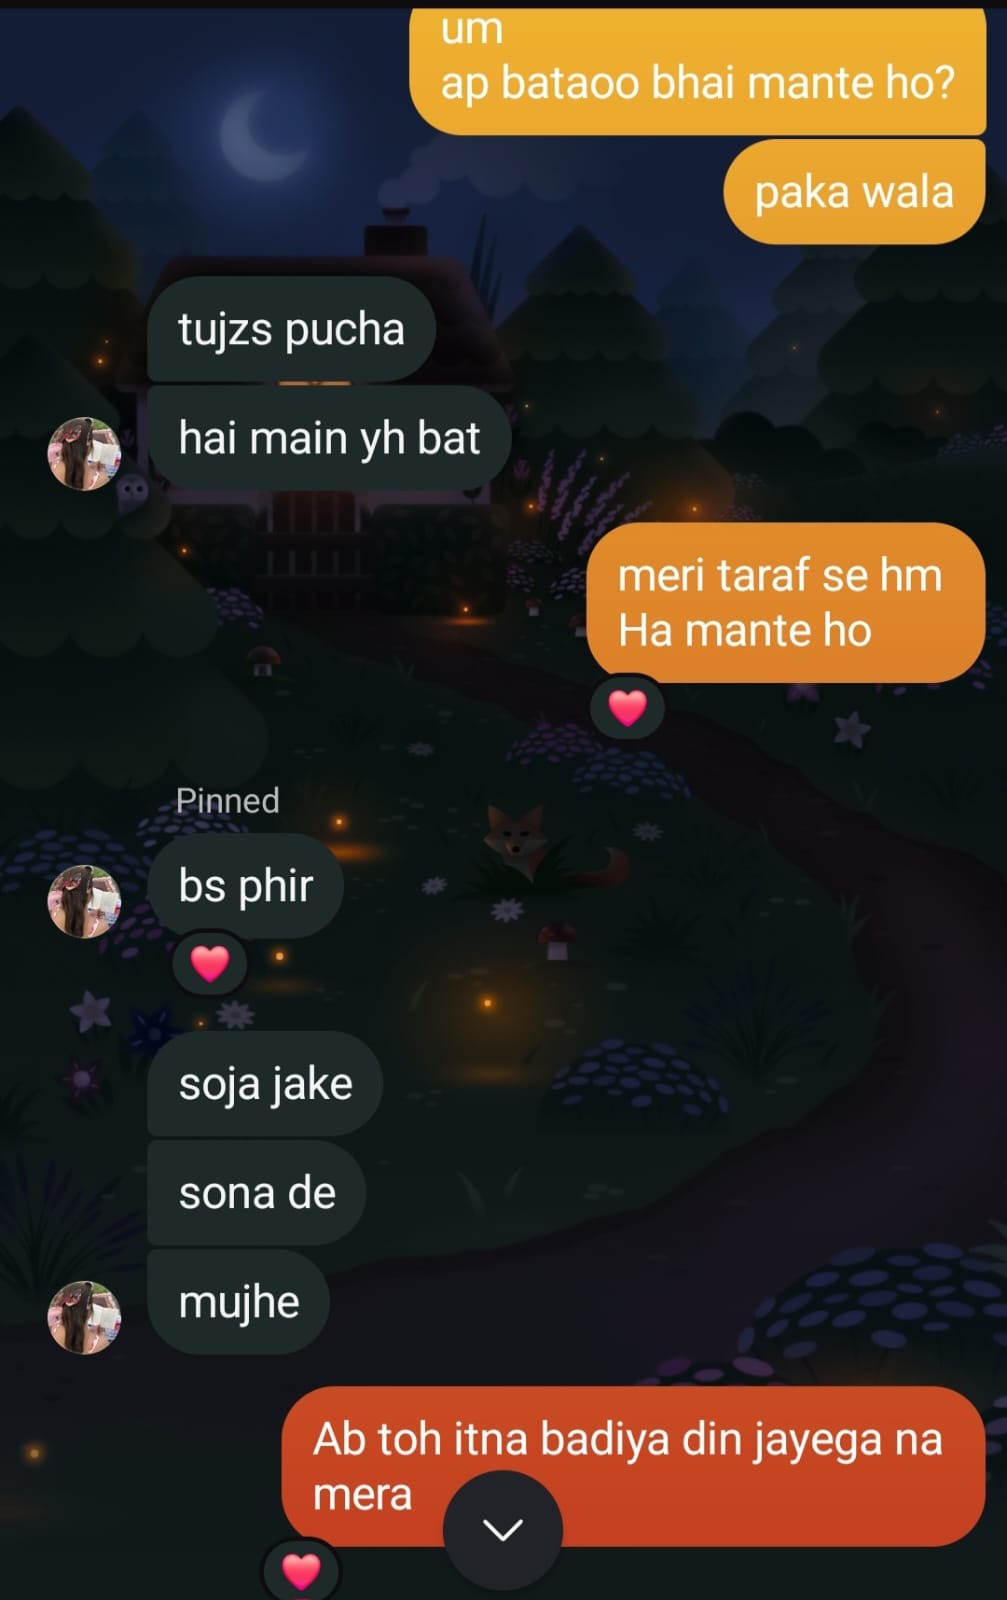 um
ap bataoo bhai mante ho?
paka wala
tujzs pucha
hai main yh bat
meri taraf se hm
Ha mante ho
Pinned
bs phir
soja jake
sona de
mujhe
Ab toh itna badiya din jayega na
mera